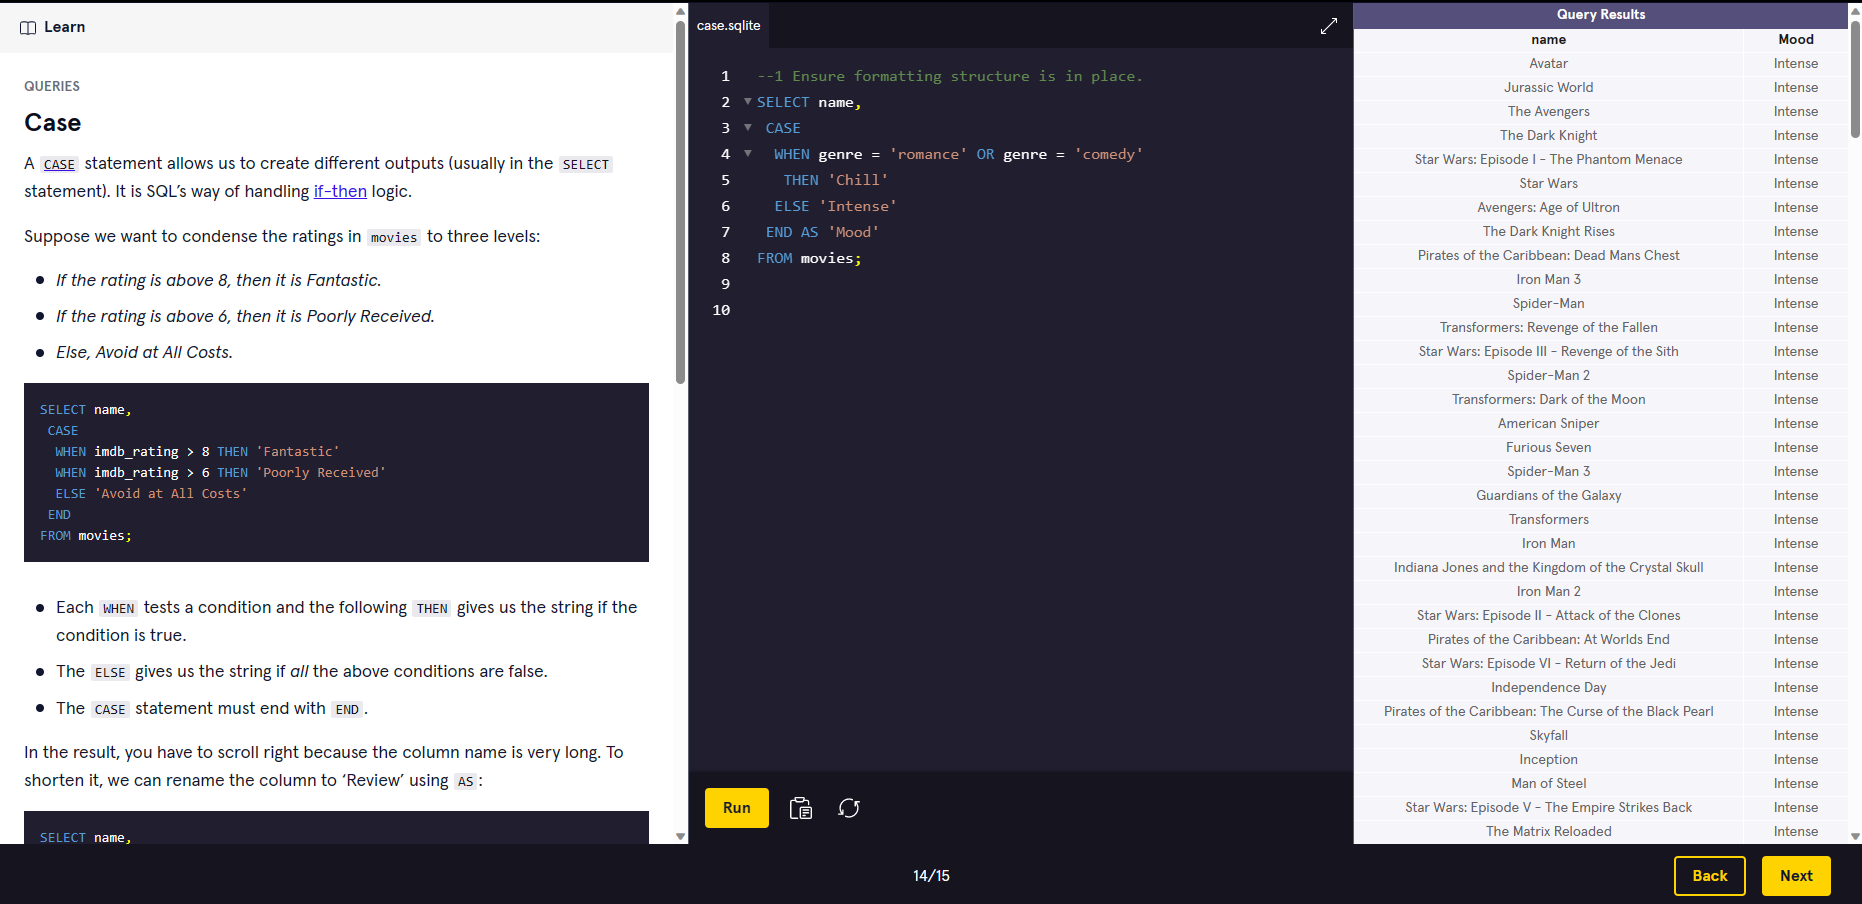 Learn
QUERIES
Case
A CASE statement allows us to create different outputs (usually in the SELECT
statement). It is SQL’s way of handling if-then logic.
Suppose we want to condense the ratings in movies to three levels:
If the rating is above 8, then it is Fantastic.
If the rating is above 6, then it is Poorly Received.
Else, Avoid at All Costs.
SELECT name,
CASE
WHEN imdb_rating > 8 THEN 'Fantastic'
WHEN imdb_rating > 6 THEN 'Poorly Received'
ELSE 'Avoid at All Costs'
END
FROM movies;
Each WHEN tests a condition and the following THEN gives us the string if the
condition is true.
The ELSE gives us the string if all the above conditions are false.
The CASE statement must end with END.
In the result, you have to scroll right because the column name is very long. To
shorten it, we can rename the column to ‘Review’ using AS:
SELECT name,
case.sqlite
1 --1 Ensure formatting structure is in place.
2 SELECT name,
3 CASE
4 WHEN genre = 'romance' OR genre = 'comedy'
5 THEN 'Chill'
6 ELSE 'Intense'
7 END AS 'Mood'
8 FROM movies;
9
10
Run
Query Results
name Mood
Avatar Intense
Jurassic World Intense
The Avengers Intense
The Dark Knight Intense
Star Wars: Episode I - The Phantom Menace Intense
Star Wars Intense
Avengers: Age of Ultron Intense
The Dark Knight Rises Intense
Pirates of the Caribbean: Dead Mans Chest Intense
Iron Man 3 Intense
Spider-Man Intense
Transformers: Revenge of the Fallen Intense
Star Wars: Episode III - Revenge of the Sith Intense
Spider-Man 2 Intense
Transformers: Dark of the Moon Intense
American Sniper Intense
Furious Seven Intense
Spider-Man 3 Intense
Guardians of the Galaxy Intense
Transformers Intense
Iron Man Intense
Indiana Jones and the Kingdom of the Crystal Skull Intense
Iron Man 2 Intense
Star Wars: Episode II - Attack of the Clones Intense
Pirates of the Caribbean: At Worlds End Intense
Star Wars: Episode VI - Return of the Jedi Intense
Independence Day Intense
Pirates of the Caribbean: The Curse of the Black Pearl Intense
Skyfall Intense
Inception Intense
Man of Steel Intense
Star Wars: Episode V - The Empire Strikes Back Intense
The Matrix Reloaded Intense
14/15
Back
Next